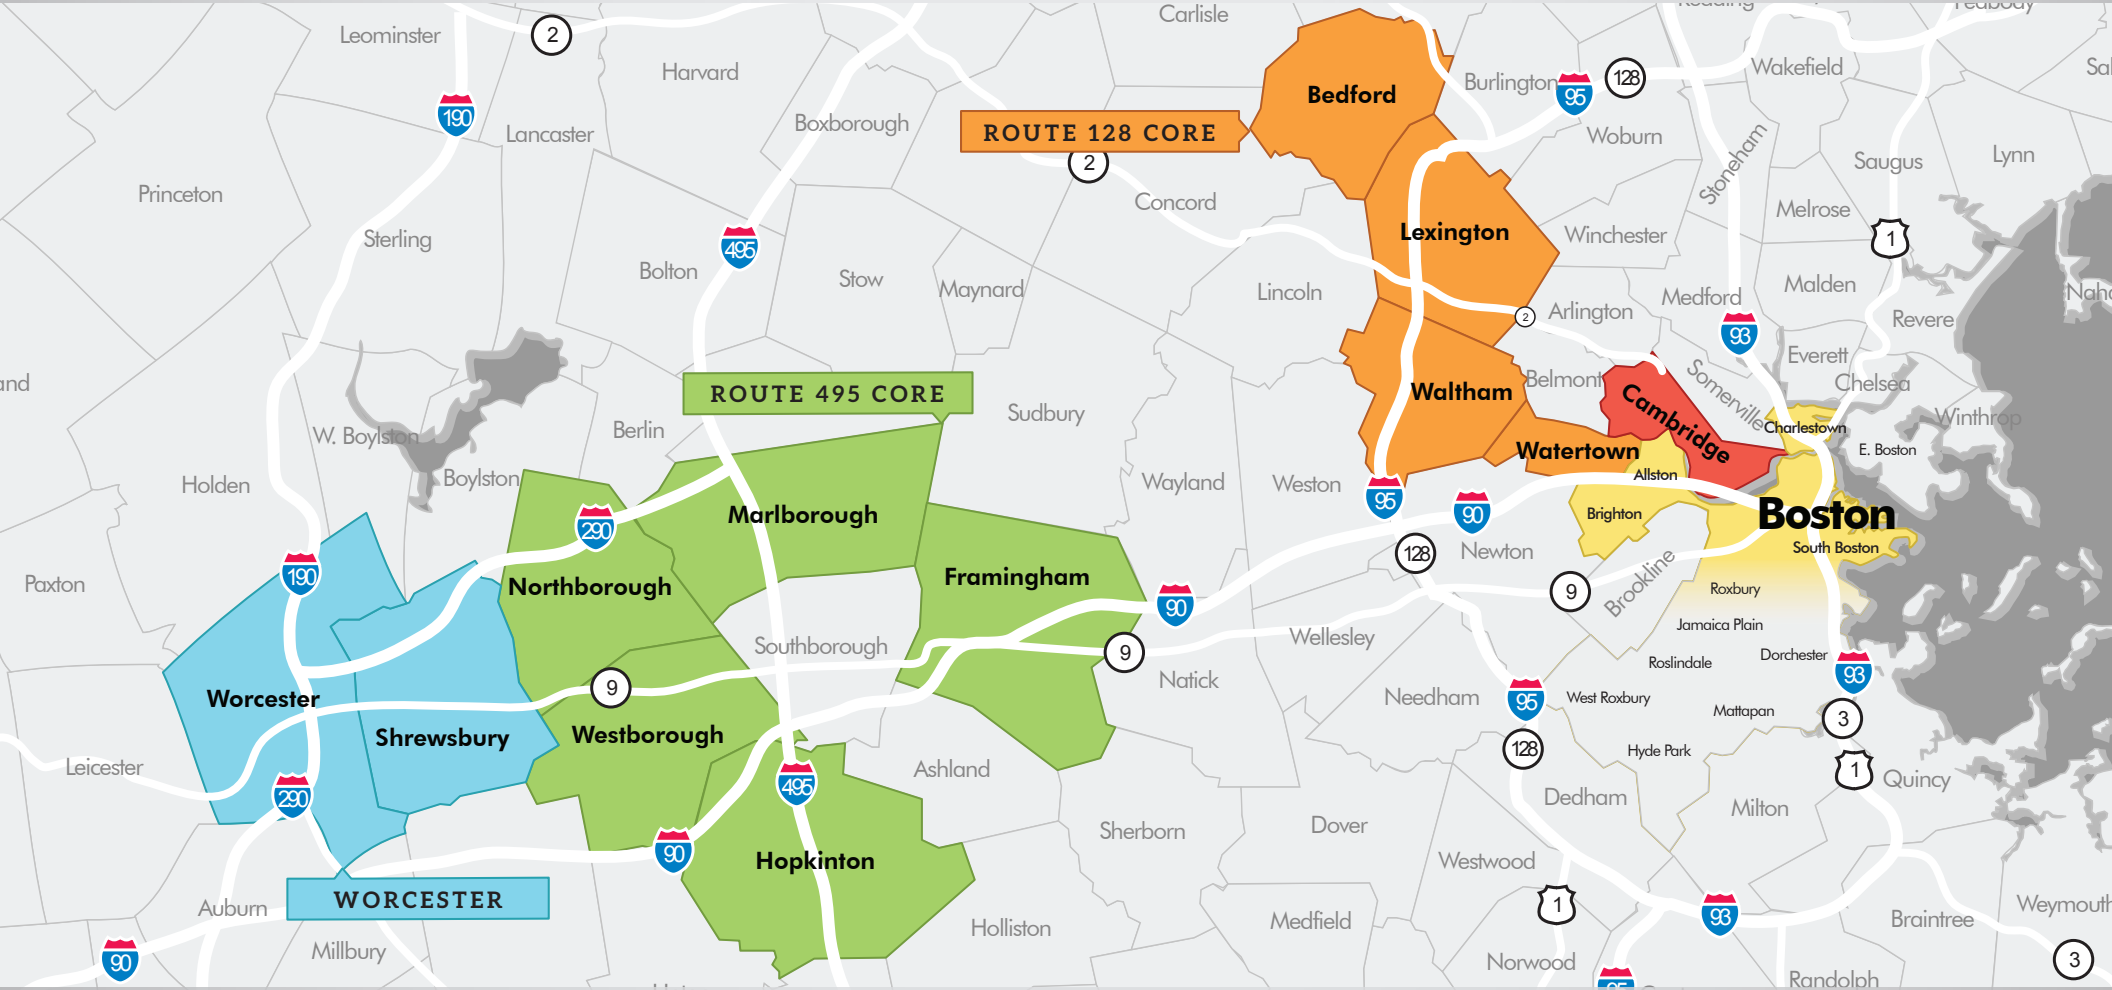 Leominster
2
Carlisle
Reading
Peabody
Harvard
Burlington
95
128
Wakefield
Bedford
190
Lancaster
Boxborough
ROUTE 128 CORE
2
Woburn
Stoneham
Saugus
Lynn
Princeton
Concord
Melrose
Sterling
495
Lexington
Winchester
1
Bolton
Stow
Maynard
Lincoln
Medford
Malden
2
Arlington
93
Revere
Everett
Belmont
Somerville
Chelsea
ROUTE 495 CORE
Waltham
Cambridge
Winthrop
Sudbury
Charlestown
W. Boylston
Berlin
Watertown
E. Boston
Boylston
Holden
Wayland
Weston
Allston
95
90
Brighton
Boston
290
Marlborough
South Boston
128
Newton
190
Paxton
Northborough
Framingham
Brookline
90
9
Roxbury
Jamaica Plain
Southborough
9
Wellesley
Roslindale
Dorchester
93
Worcester
9
Natick
Needham
95
West Roxbury
Mattapan
3
Shrewsbury
Westborough
128
Hyde Park
Leicester
Ashland
1
Quincy
290
495
Dedham
Milton
Sherborn
Dover
90
Hopkinton
Westwood
WORCESTER
Auburn
1
93
Weymouth
Holliston
Medfield
Braintree
Millbury
90
Norwood
3
Randolph
95